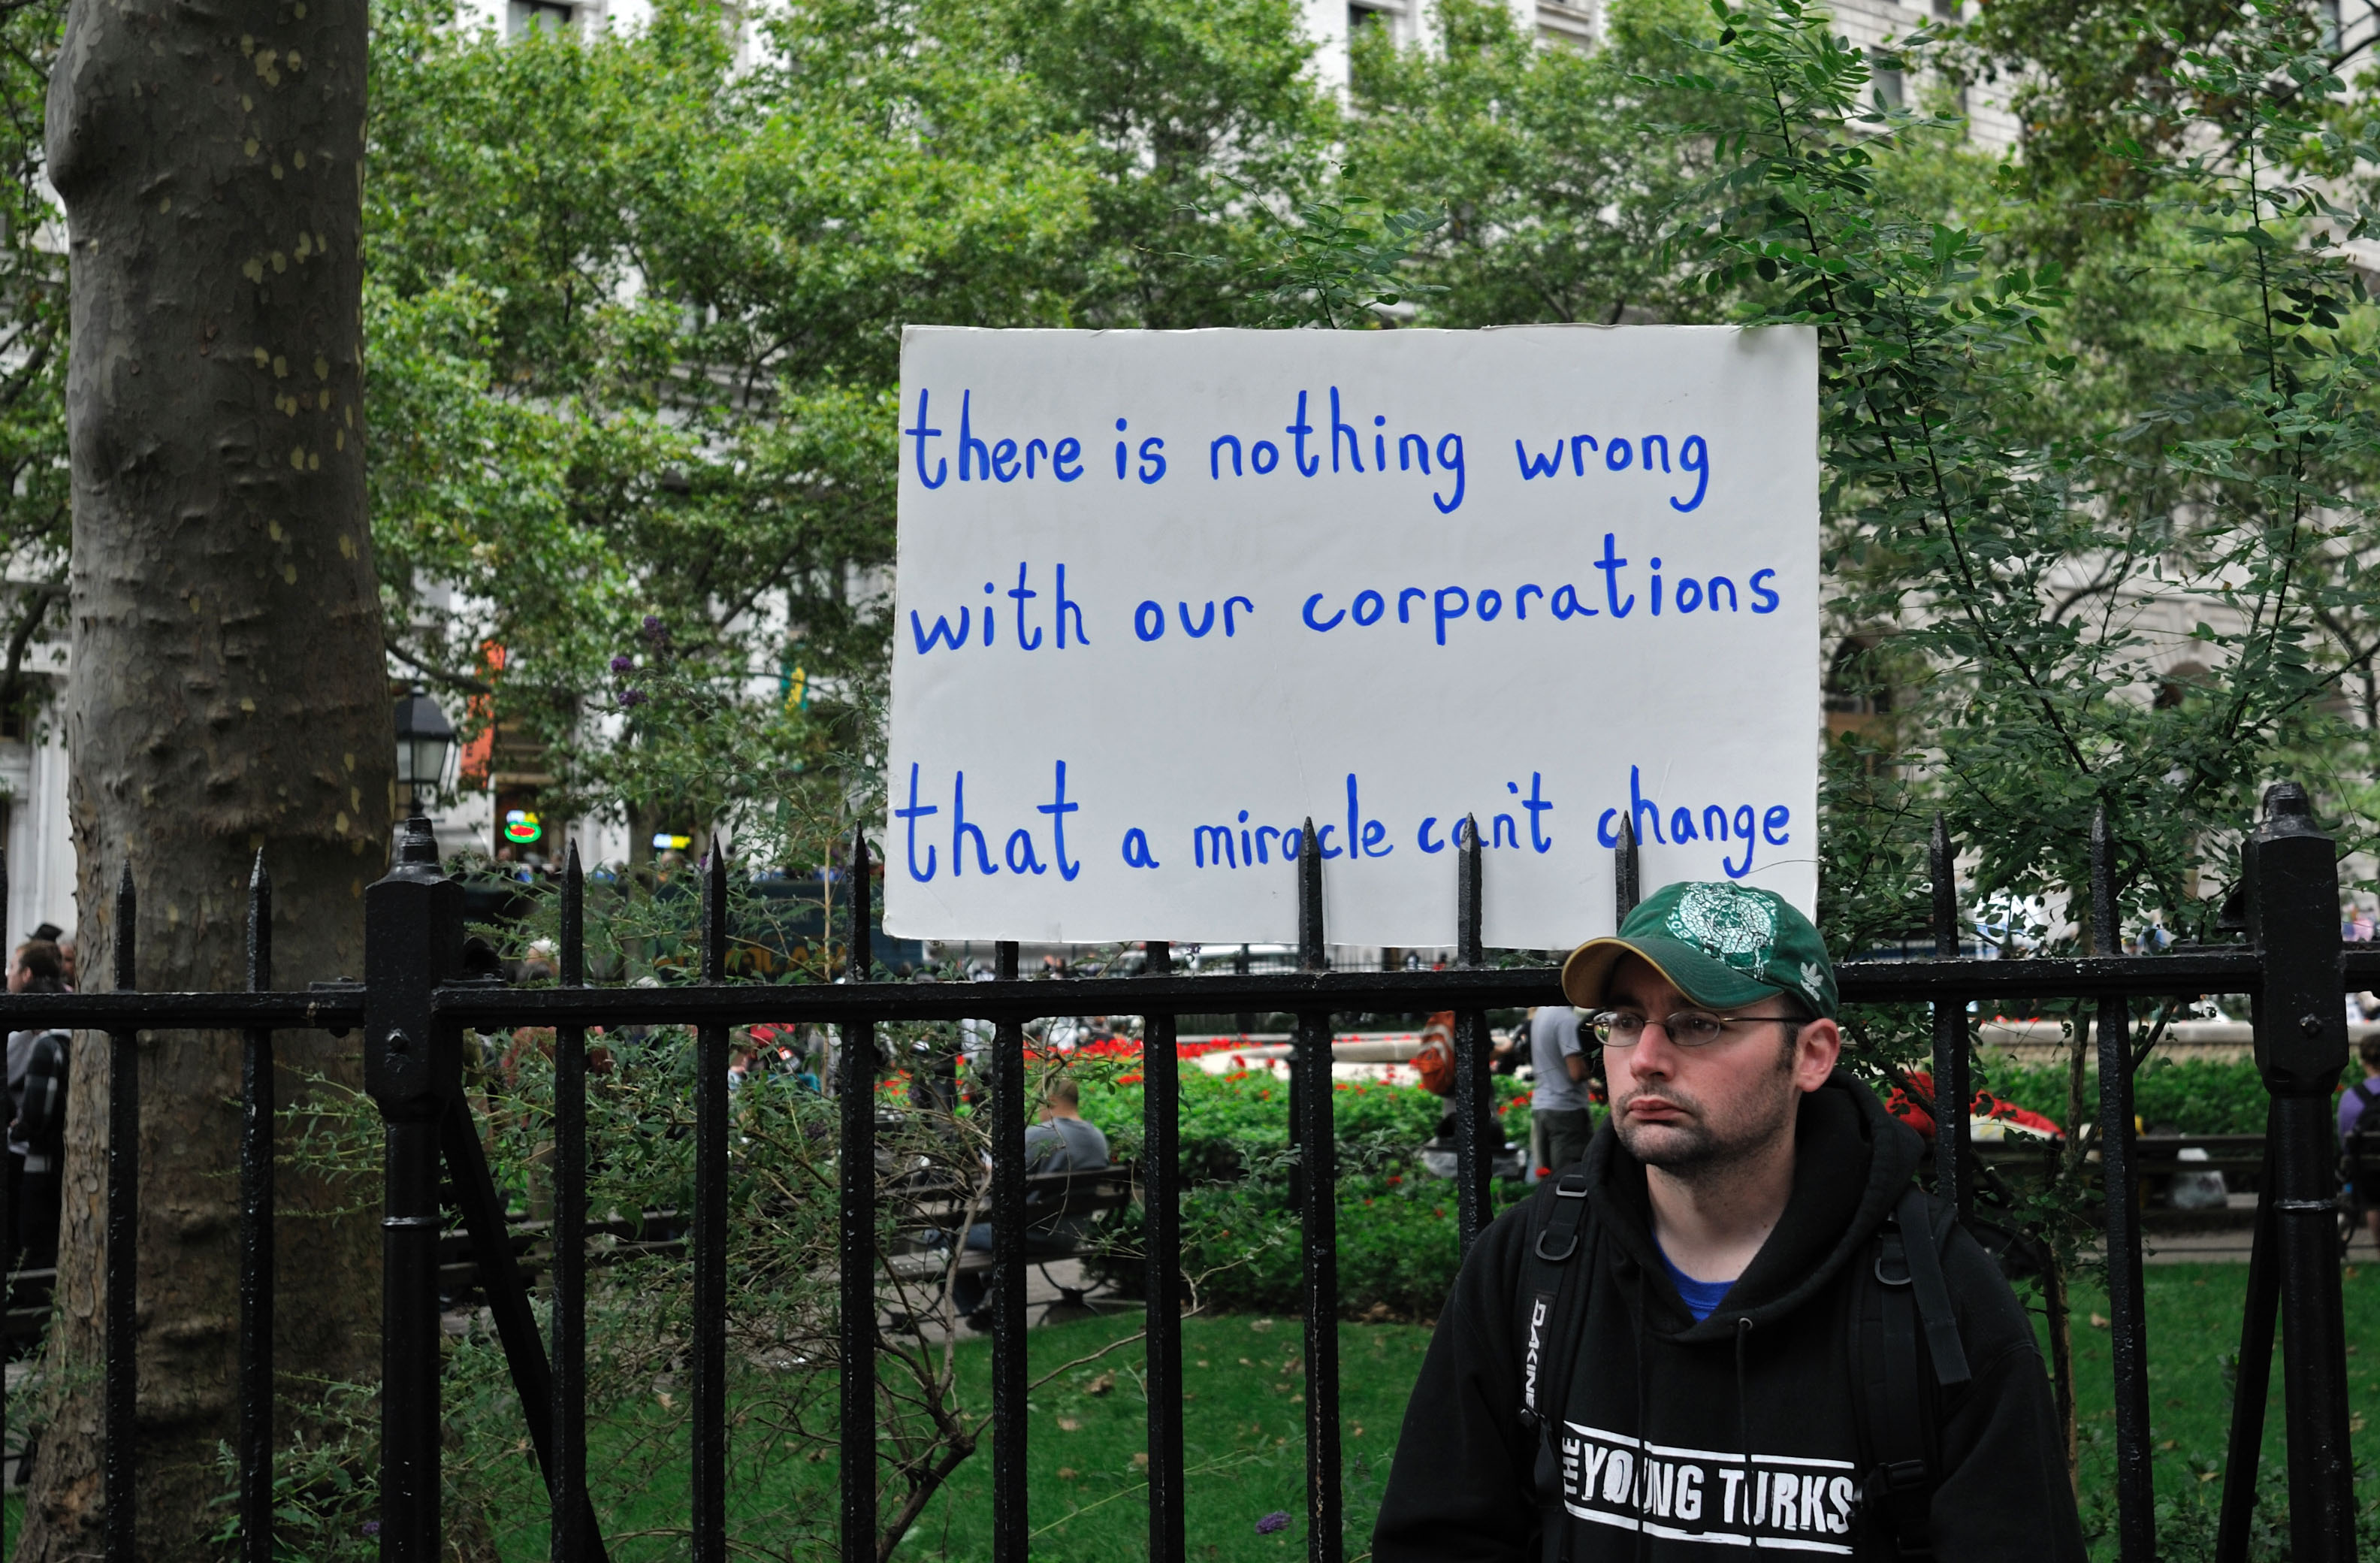 there is nothing wrong
with our corporations
that a miracle can't change
DAKINE
THE YOUNG TURKS